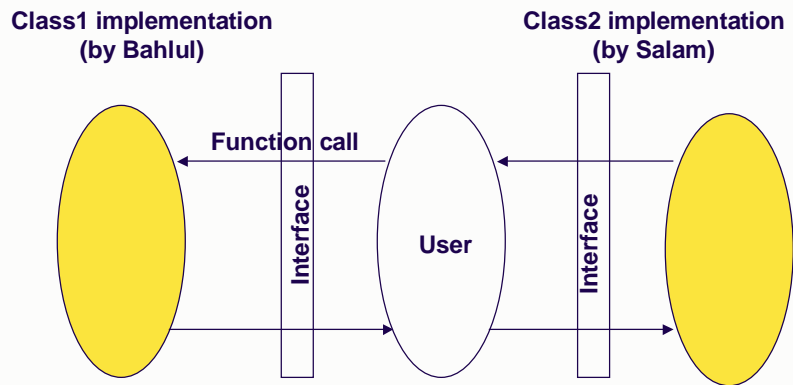 Class1 implementation
(by Bahlul)
Class2 implementation
(by Salam)
Function call
Interface
User
Interface